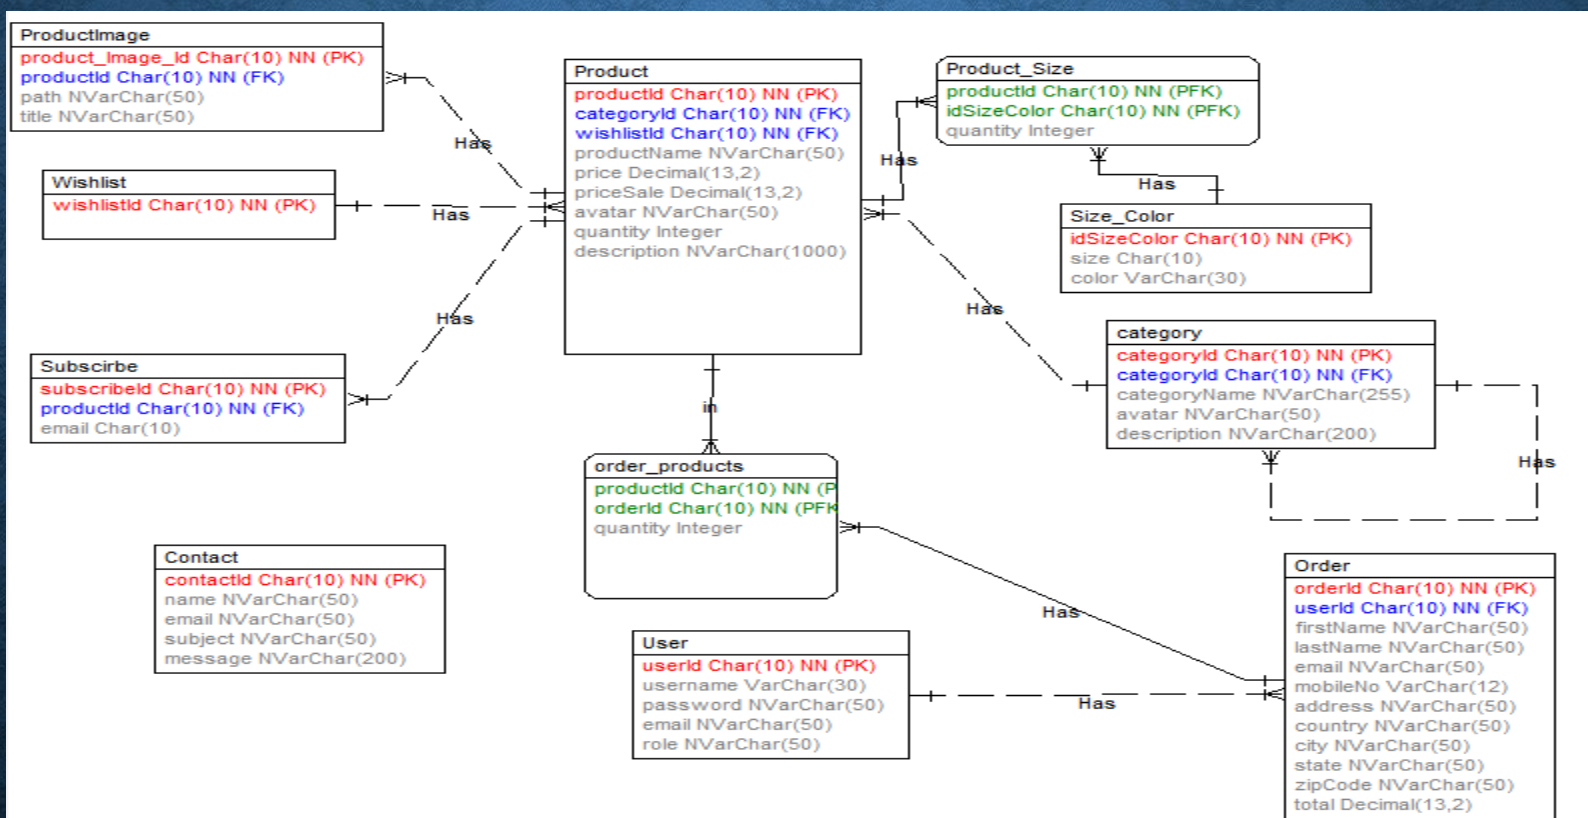 ProductImage
product_Image_Id Char(10) NN (PK)
productId Char(10) NN (FK)
path NVarChar(50)
title NVarChar(50)
Has
Wishlist
wishlistId Char(10) NN (PK)
Has
Subscirbe
subscribeId Char(10) NN (PK)
productId Char(10) NN (FK)
email Char(10)
Has
Product
productId Char(10) NN (PK)
categoryId Char(10) NN (FK)
wishlistId Char(10) NN (FK)
productName NVarChar(50)
price Decimal(13,2)
priceSale Decimal(13,2)
avatar NVarChar(50)
quantity Integer
description NVarChar(1000)
Has
Product_Size
productId Char(10) NN (PFK)
idSizeColor Char(10) NN (PFK)
quantity Integer
Has
Size_Color
idSizeColor Char(10) NN (PK)
size Char(10)
color VarChar(30)
Has
category
categoryId Char(10) NN (PK)
categoryId Char(10) NN (FK)
categoryName NVarChar(255)
avatar NVarChar(50)
description NVarChar(200)
Has
in
order_products
productId Char(10) NN (P
orderId Char(10) NN (PFK
quantity Integer
Has
Contact
contactId Char(10) NN (PK)
name NVarChar(50)
email NVarChar(50)
subject NVarChar(50)
message NVarChar(200)
User
userId Char(10) NN (PK)
username VarChar(30)
password NVarChar(50)
email NVarChar(50)
role NVarChar(50)
Has
Order
orderId Char(10) NN (PK)
userId Char(10) NN (FK)
firstName NVarChar(50)
lastName NVarChar(50)
email NVarChar(50)
mobileNo VarChar(12)
address NVarChar(50)
country NVarChar(50)
city NVarChar(50)
state NVarChar(50)
zipCode NVarChar(50)
total Decimal(13,2)